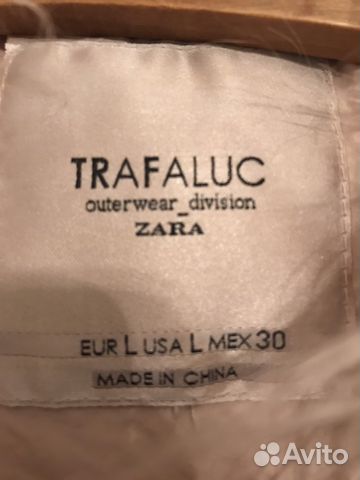 TRAFALUC
outerwear_division
ZARA
EUR L USA L MEX 30
MADE IN CHINA
Avito